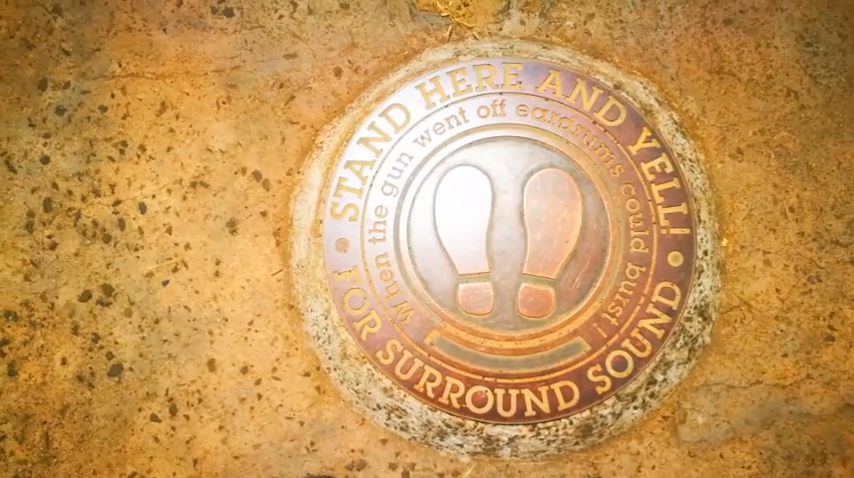 STAND HERE AND YELL!
FOR SURROUND SOUND
When the gun went off eardrums could burst!